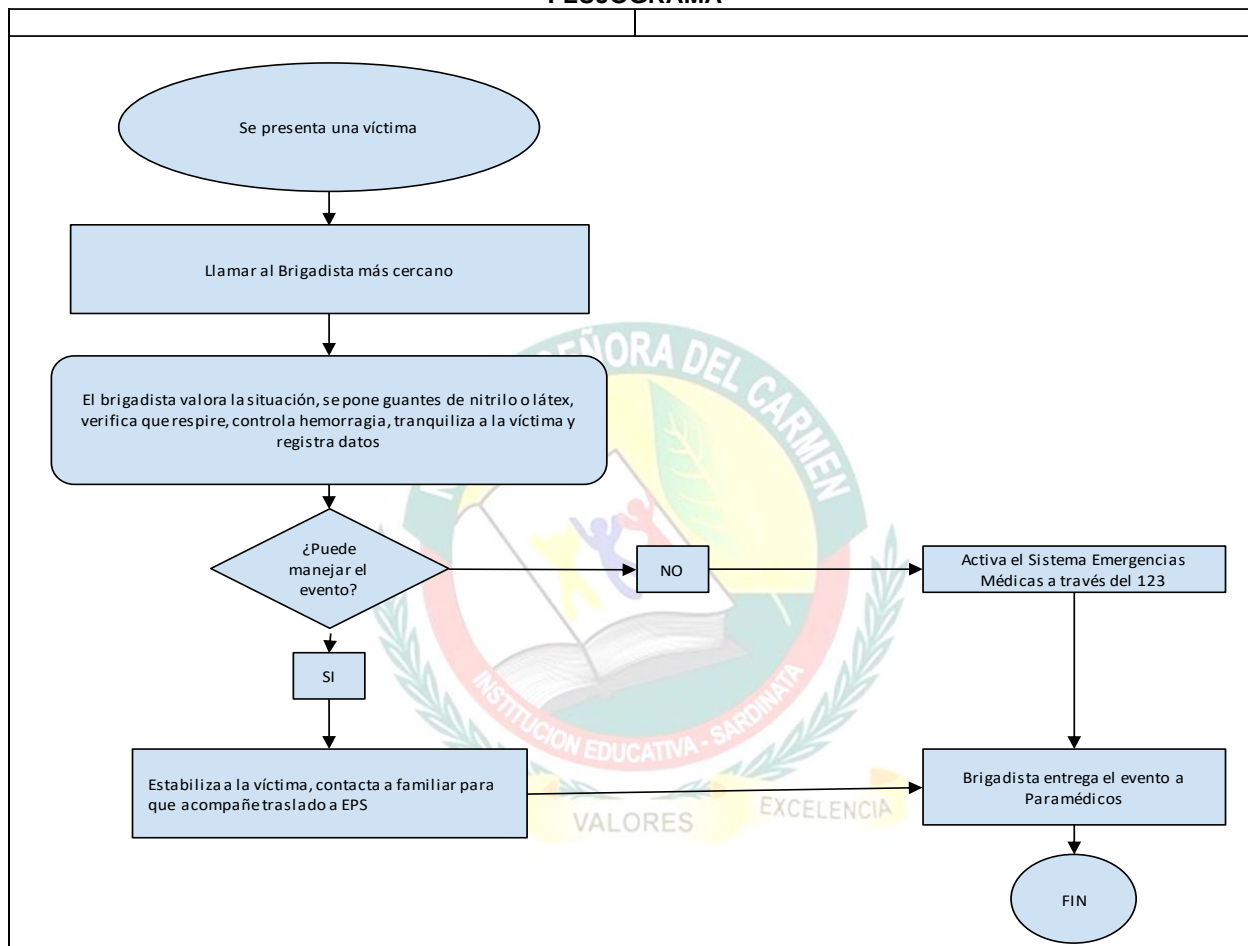 FLUJOGRAMA
Se presenta una víctima
Llamar al Brigadista más cercano
El brigadista valora la situación, se pone guantes de nitrilo o látex,
verifica que respire, controla hemorragia, tranquiliza a la víctima y
registra datos
¿Puede
manejar el
evento?
NO
Activa el Sistema Emergencias
Médicas a través del 123
SI
Estabiliza a la víctima, contacta a familiar para
que acompañe traslado a EPS
Brigadista entrega el evento a
Paramédicos
FIN
SEÑORA DEL CARMEN
INSTITUCION EDUCATIVA - SARDINATA
VALORES
EXCELENCIA